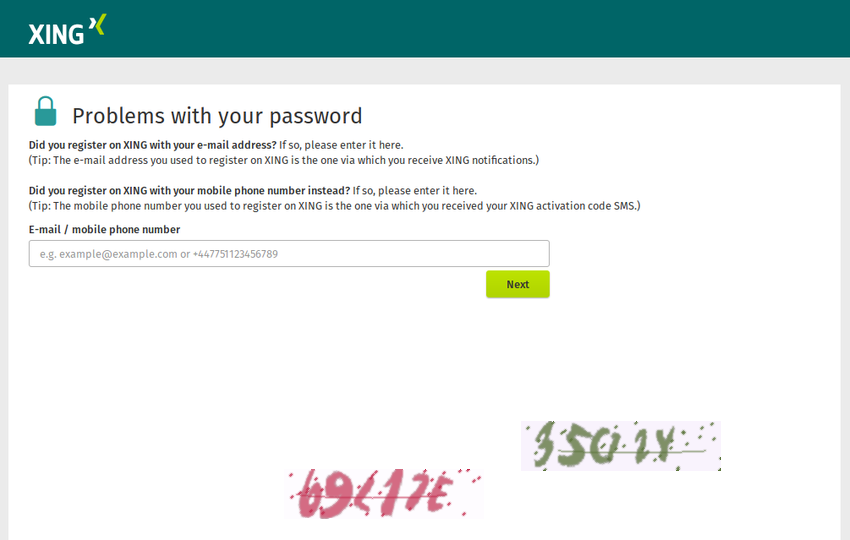 XING
Problems with your password
Did you register on XING with your e-mail address? If so, please enter it here.
(Tip: The e-mail address you used to register on XING is the one via which you receive XING notifications.)
Did you register on XING with your mobile phone number instead? If so, please enter it here.
(Tip: The mobile phone number you used to register on XING is the one via which you received your XING activation code SMS.)
E-mail / mobile phone number
e.g. example@example.com or +447751123456789
Next